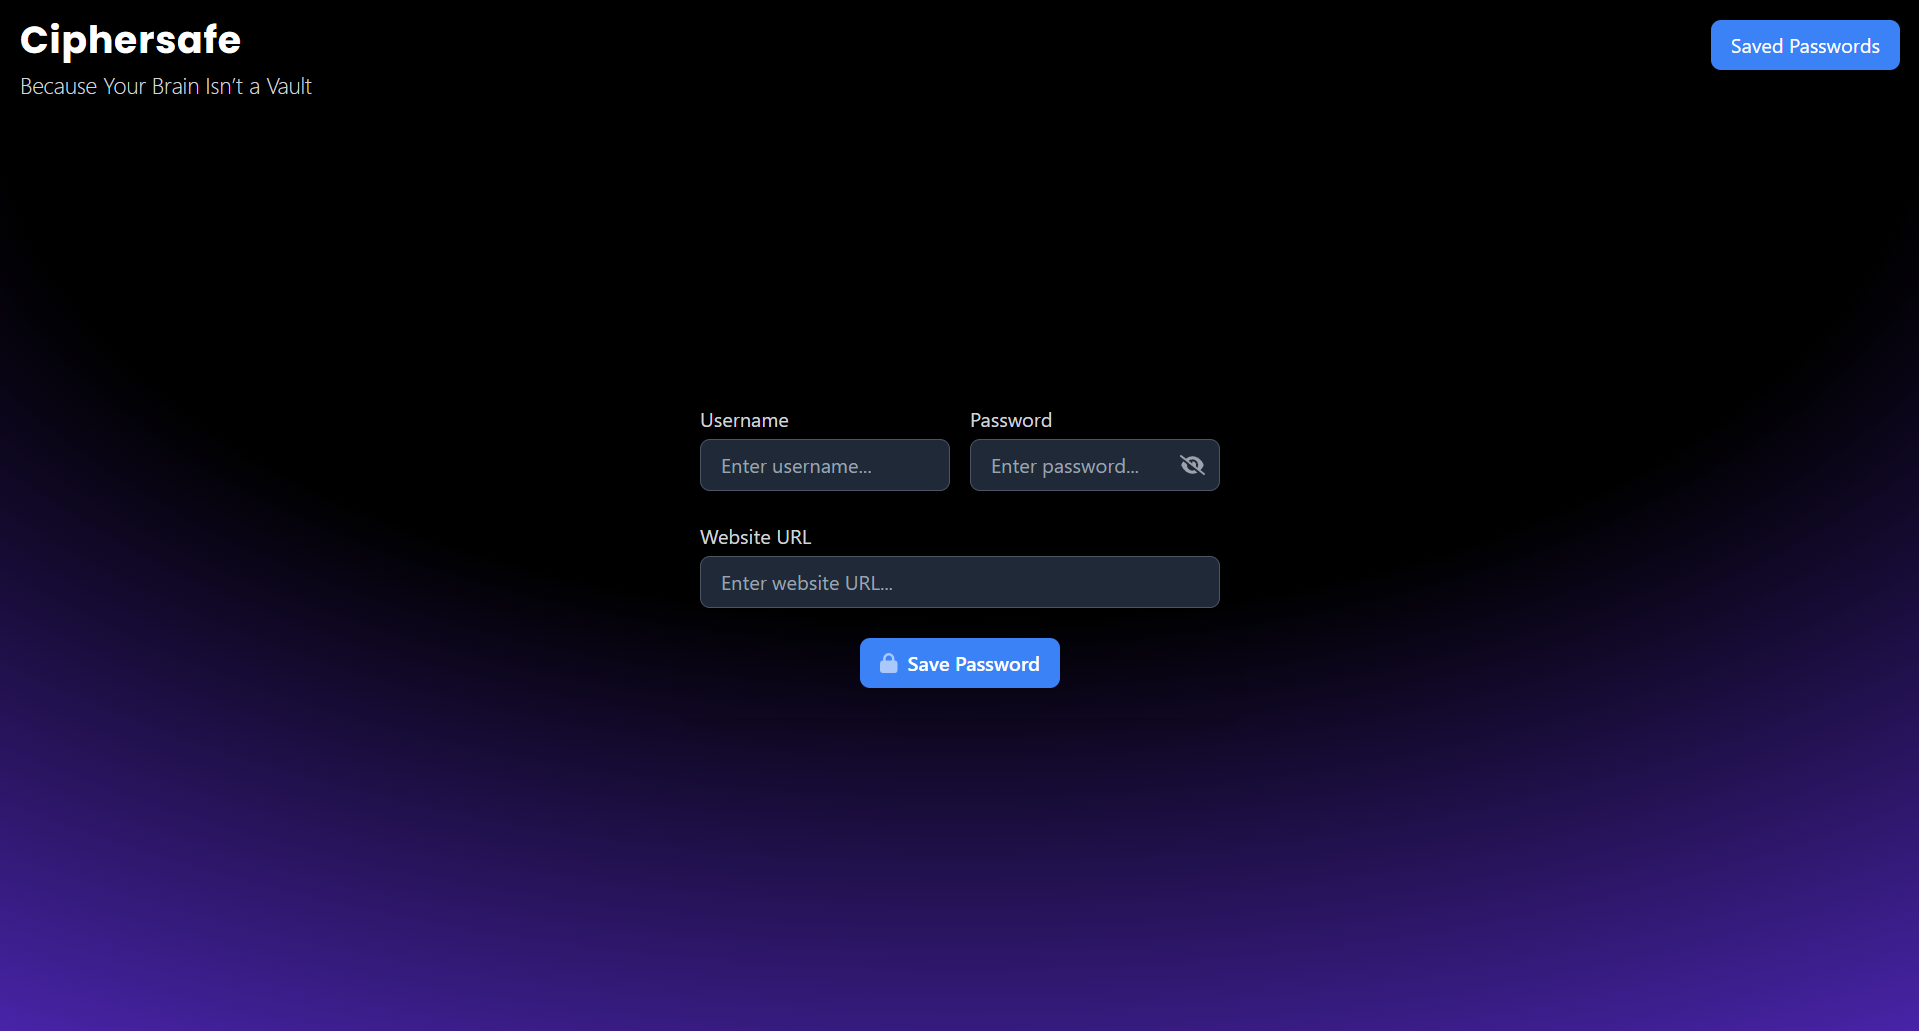 Ciphersafe
Because Your Brain Isn’t a Vault
Saved Passwords
Username
Password
Enter username...
Enter password...
Website URL
Enter website URL...
Save Password